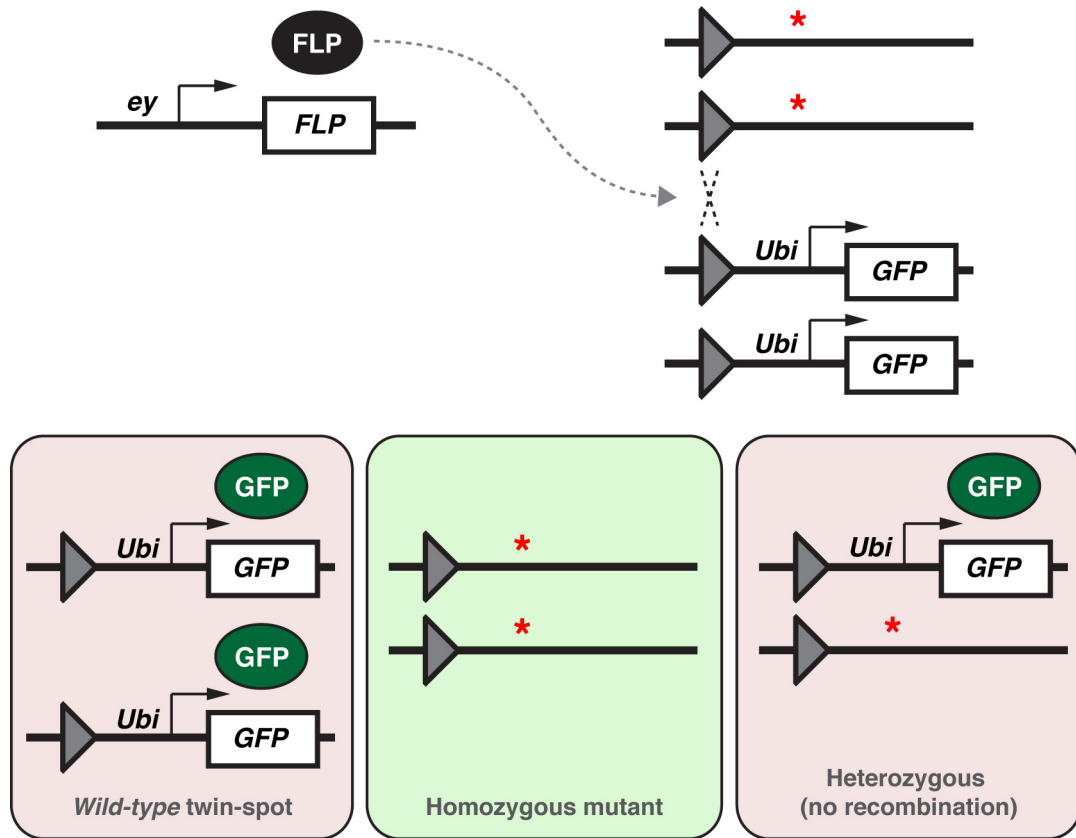 FLP
*
ey
FLP
*
Ubi
GFP
Ubi
GFP
GFP
Ubi
GFP
GFP
Ubi
GFP
Wild-type twin-spot
*
*
Homozygous mutant
GFP
Ubi
GFP
*
Heterozygous
(no recombination)